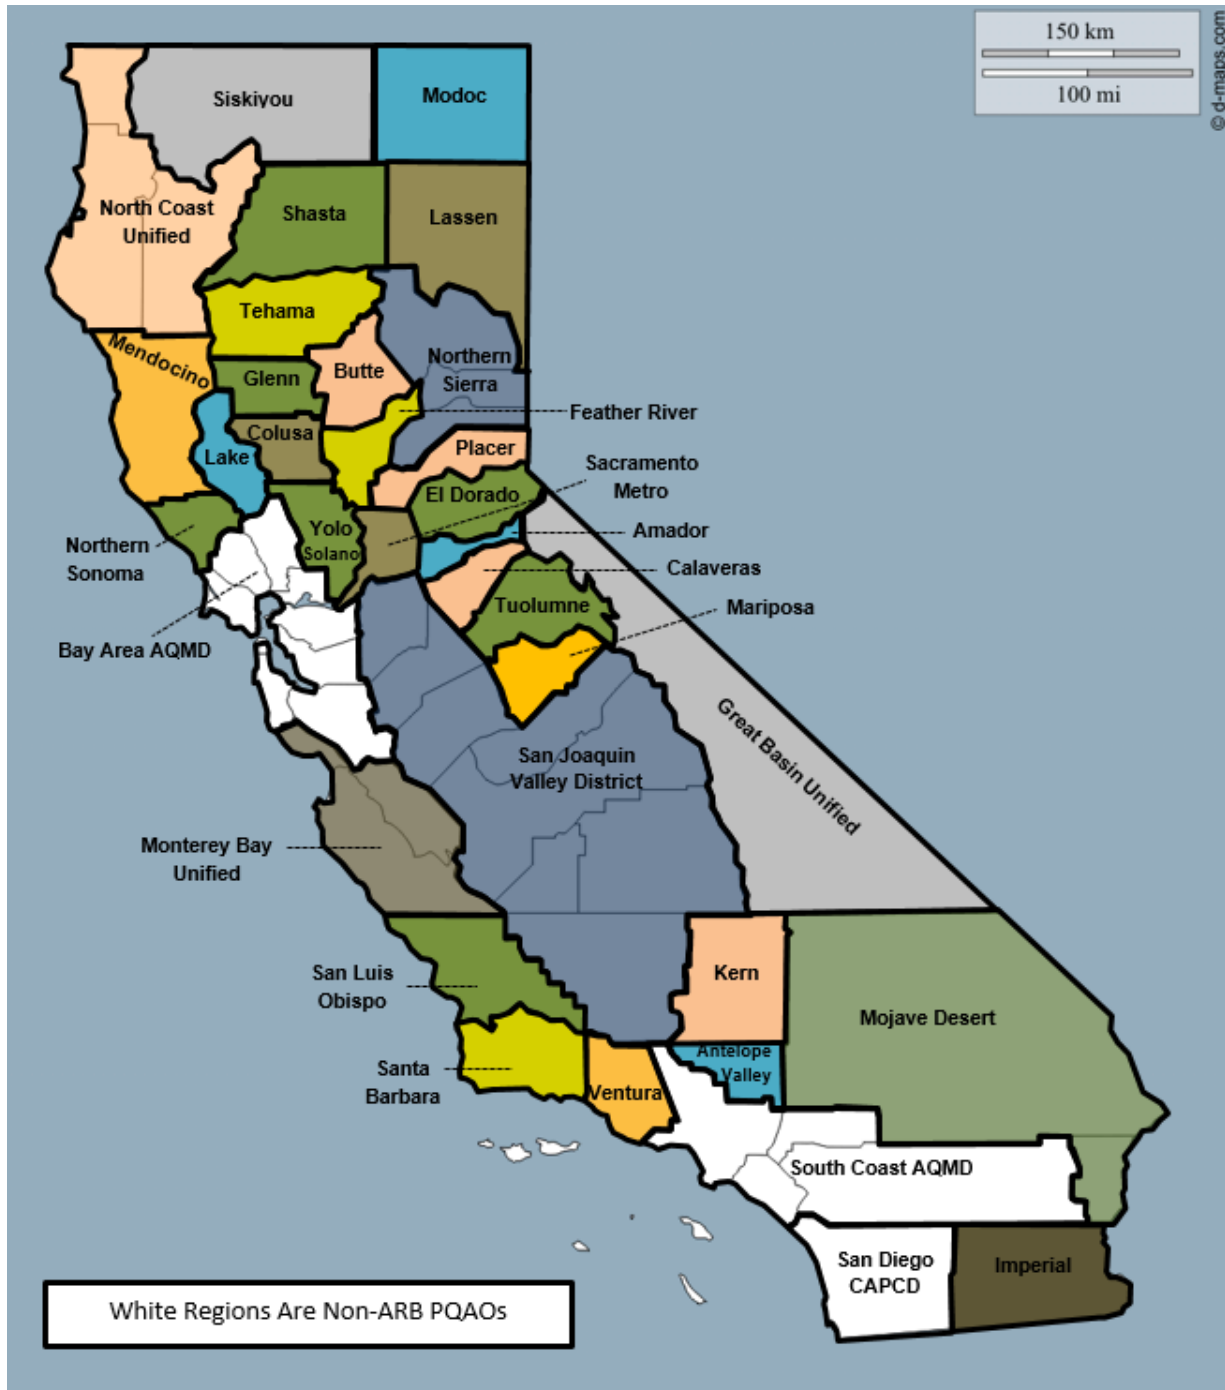 150 km
100 mi
© d-maps.com
Siskiyou
Modoc
North Coast
Unified
Shasta
Lassen
Tehama
Mendocino
Glenn
Butte
Northern
Sierra
Feather River
Colusa
Lake
Placer
Sacramento
Metro
El Dorado
Yolo
Solano
Amador
Northern
Sonoma
Calaveras
Tuolumne
Mariposa
Bay Area AQMD
Great Basin Unified
San Joaquin
Valley District
Monterey Bay
Unified
San Luis
Obispo
Kern
Mojave Desert
Antelope
Valley
Santa
Barbara
Ventura
South Coast AQMD
San Diego
CAPCD
Imperial
White Regions Are Non-ARB PQAOs